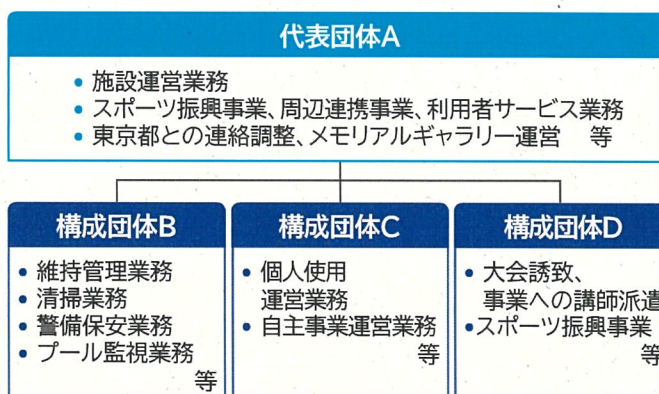 代表団体A
• 施設運営業務
• スポーツ振興事業、周辺連携事業、利用者サービス業務
• 東京都との連絡調整、メモリアルギャラリー運営　等
構成団体B
• 維持管理業務
• 清掃業務
• 警備保安業務
• プール監視業務
等
構成団体C
• 個人使用
運営業務
• 自主事業運営業務
等
構成団体D
• 大会誘致、
事業への講師派遣
• スポーツ振興事業
等